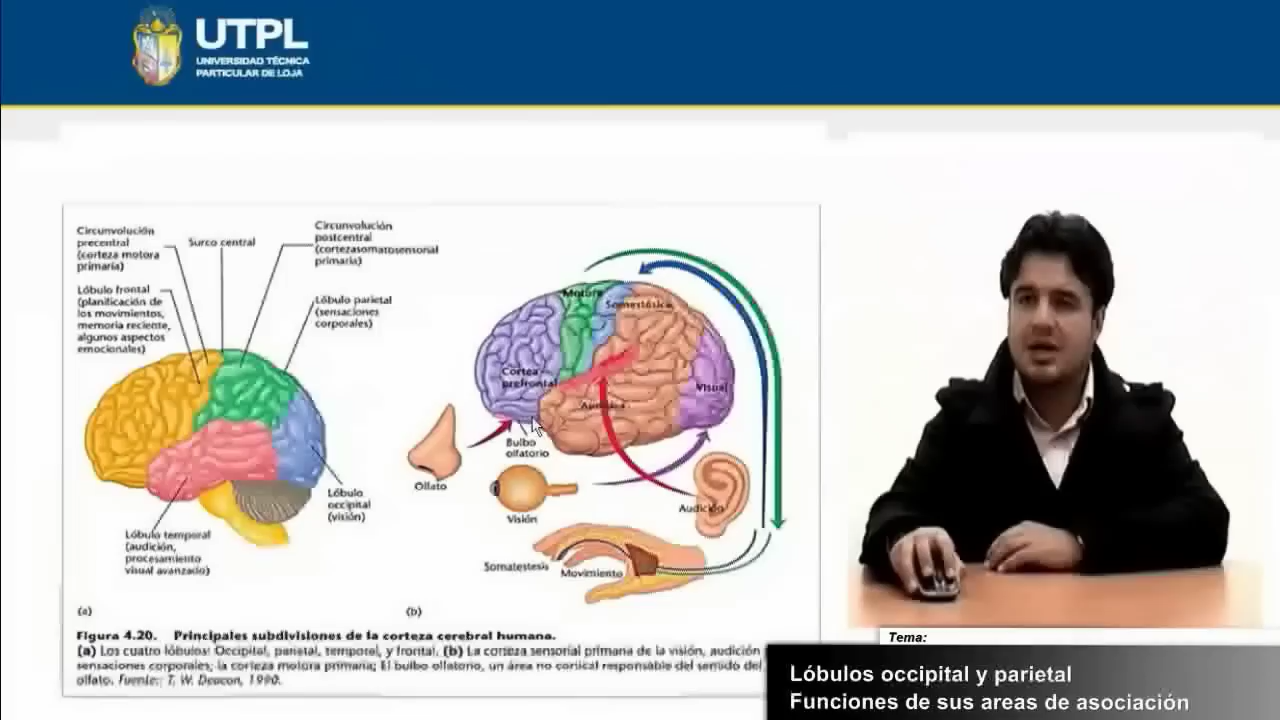 UTPL
UNIVERSIDAD TÉCNICA
PARTICULAR DE LOJA
Circunvolución
precentral
(corteza motora
primaria)
Surco central
Circunvolución
postcentral
(cortezasomatosensorial
primaria)
Lóbulo frontal
(planificación de
los movimientos,
memoria reciente,
algunos aspectos
emocionales)
Lóbulo parietal
(sensaciones
corporales)
Lóbulo
occipital
(visión)
Lóbulo temporal
(audición,
procesamiento
visual avanzado)
(a)
Motora
Somestésica
Corteza
prefrontal
Visual
Auditiva
Bulbo
olfatorio
Olfato
Visión
Audición
Somatestesis
Movimiento
(b)
Figura 4.20. Principales subdivisiones de la corteza cerebral humana.
(a) Los cuatro lóbulos: Occipital, parietal, temporal, y frontal. (b) La corteza sensorial primaria de la visión, audición
sensaciones corporales; la corteza motora primaria; El bulbo olfatorio, un área no cortical responsable del sentido del
olfato. Fuente: T. W. Deacon, 1990.
Tema:
Lóbulos occipital y parietal
Funciones de sus areas de asociación